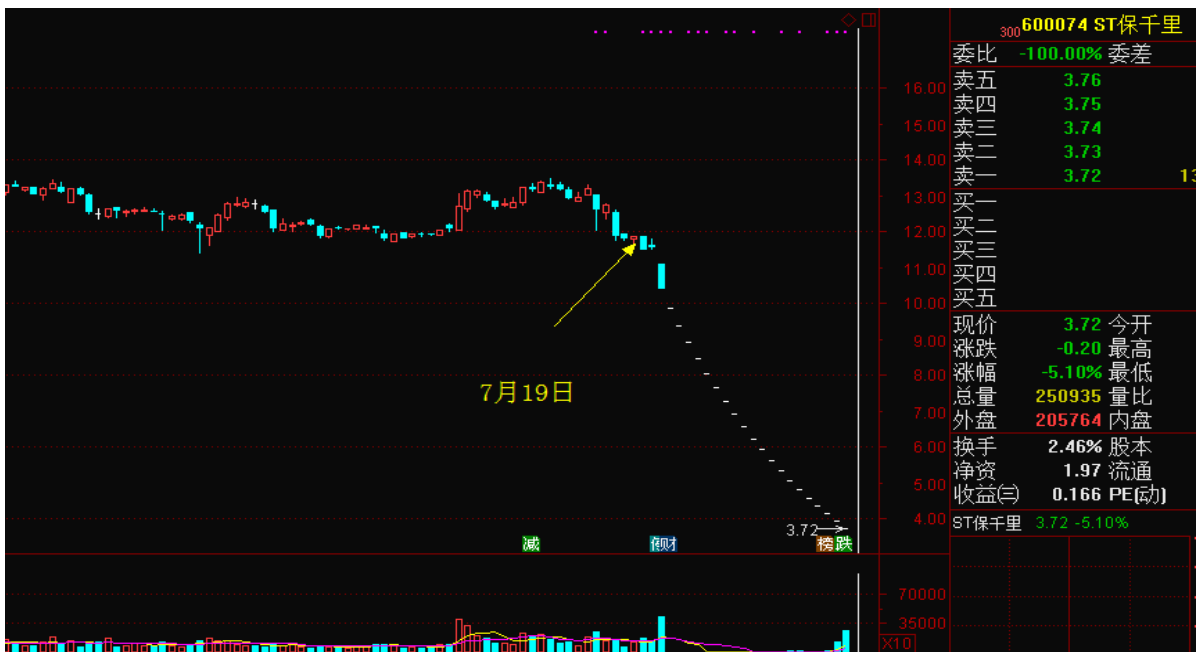 300 600074 ST保千里
委比 -100.00% 委差
卖五 3.76
卖四 3.75
卖三 3.74
卖二 3.73
卖一 3.72 13
买一
买二
买三
买四
买五
现价 3.72 今开
涨跌 -0.20 最高
涨幅 -5.10% 最低
总量 250935 量比
外盘 205764 内盘
换手 2.46% 股本
净资 1.97 流通
收益(三) 0.166 PE(动)
ST保千里 3.72 -5.10%
16.00
15.00
14.00
13.00
12.00
11.00
10.00
9.00
8.00
7.00
6.00
5.00
4.00
7月19日
3.72
减
财
榜 跌
70000
35000
X10